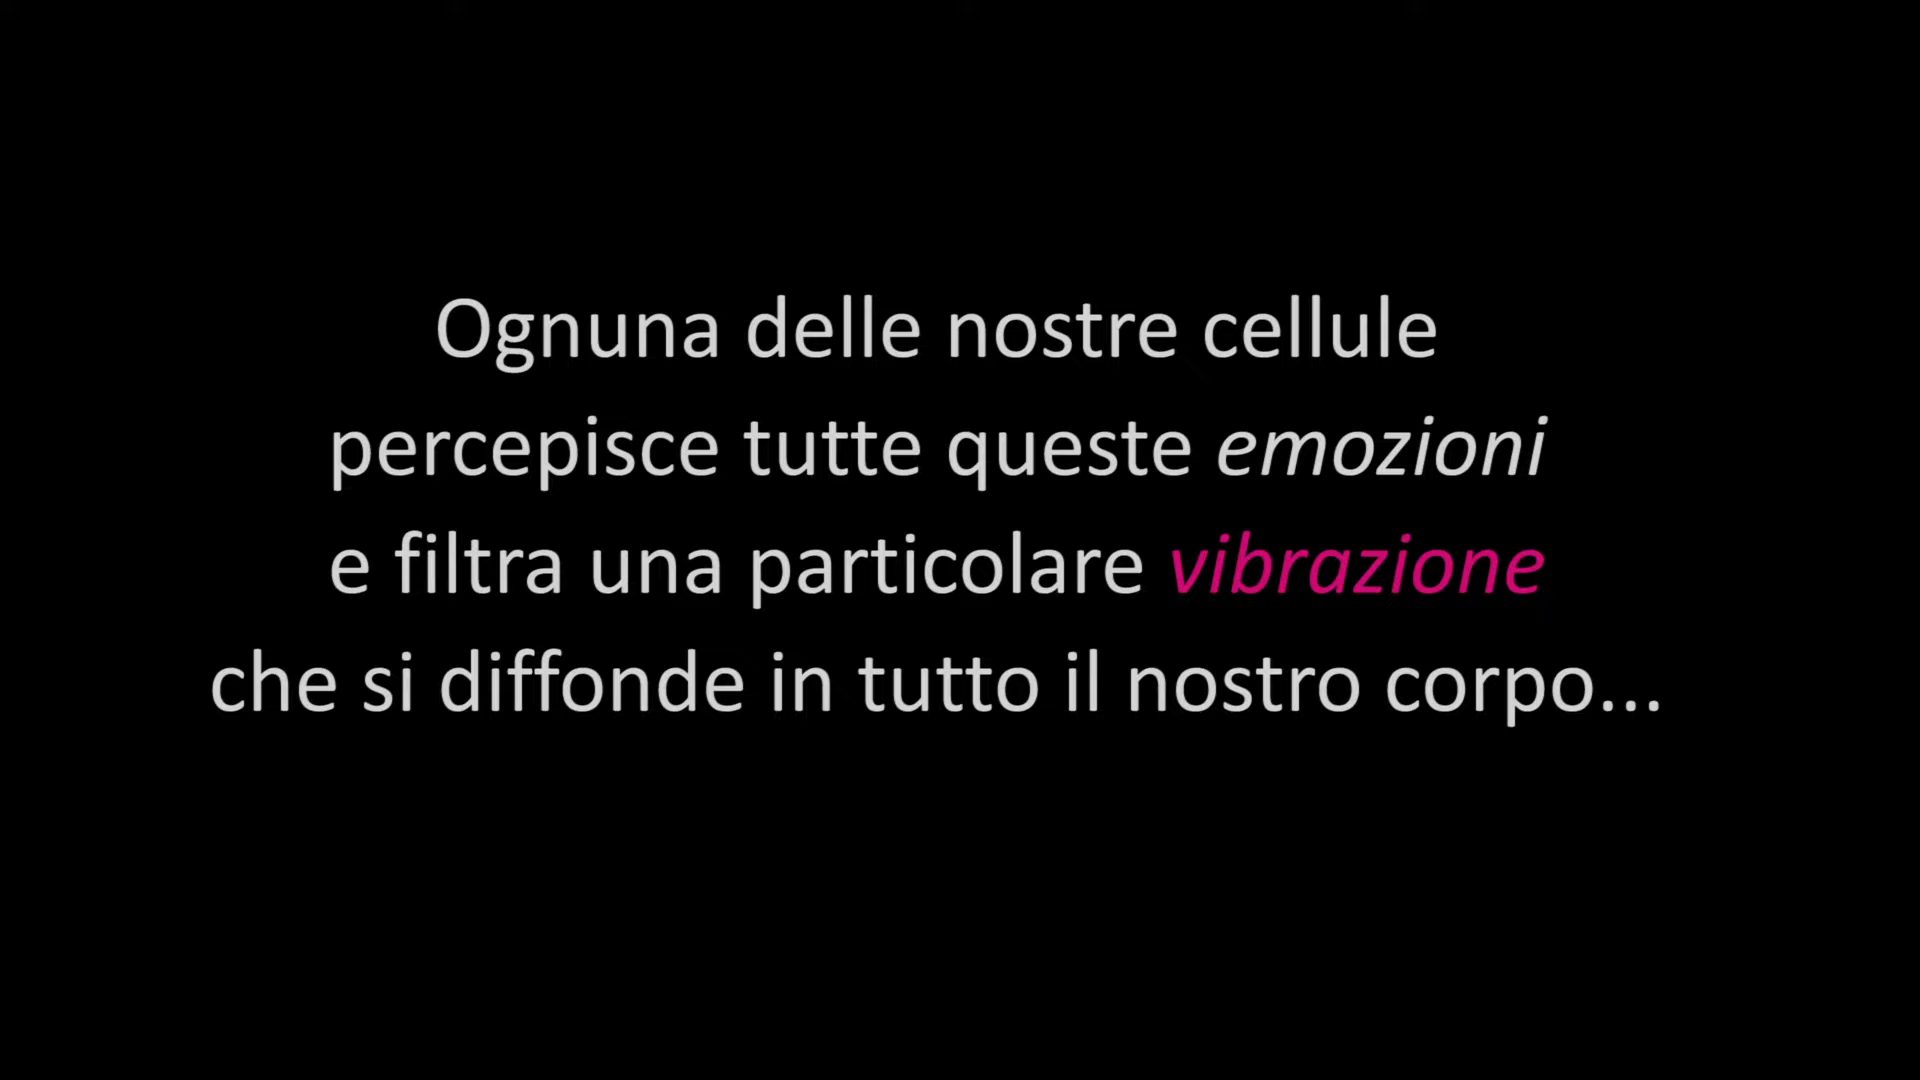 Ognuna delle nostre cellule
percepisce tutte queste emozioni
e filtra una particolare vibrazione
che si diffonde in tutto il nostro corpo...